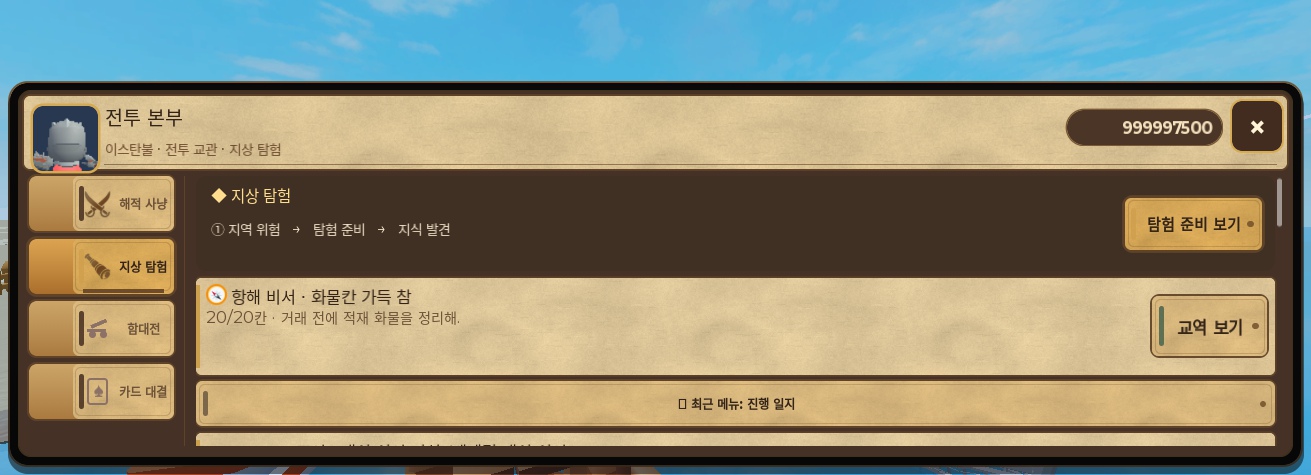 전투 본부
이스탄불 · 전투 교관 · 지상 탐험
999997500
×
해적 사냥
지상 탐험
함대전
카드 대결
◆ 지상 탐험
① 지역 위험 → 탐험 준비 → 지식 발견
탐험 준비 보기
항해 비서 · 화물칸 가득 참
20/20칸 · 거래 전에 적재 화물을 정리해.
교역 보기
최근 메뉴: 진행 일지